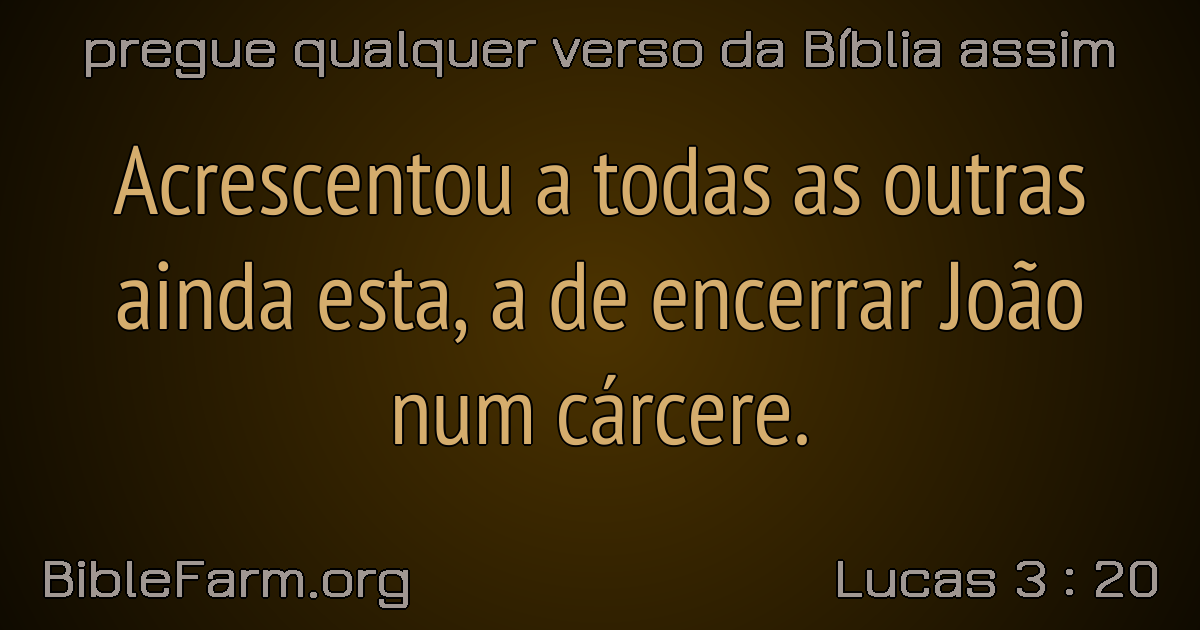 pregue qualquer verso da Bíblia assim
Acrescentou a todas as outras
ainda esta, a de encerrar João
num cárcere.
BibleFarm.org
Lucas 3 : 20